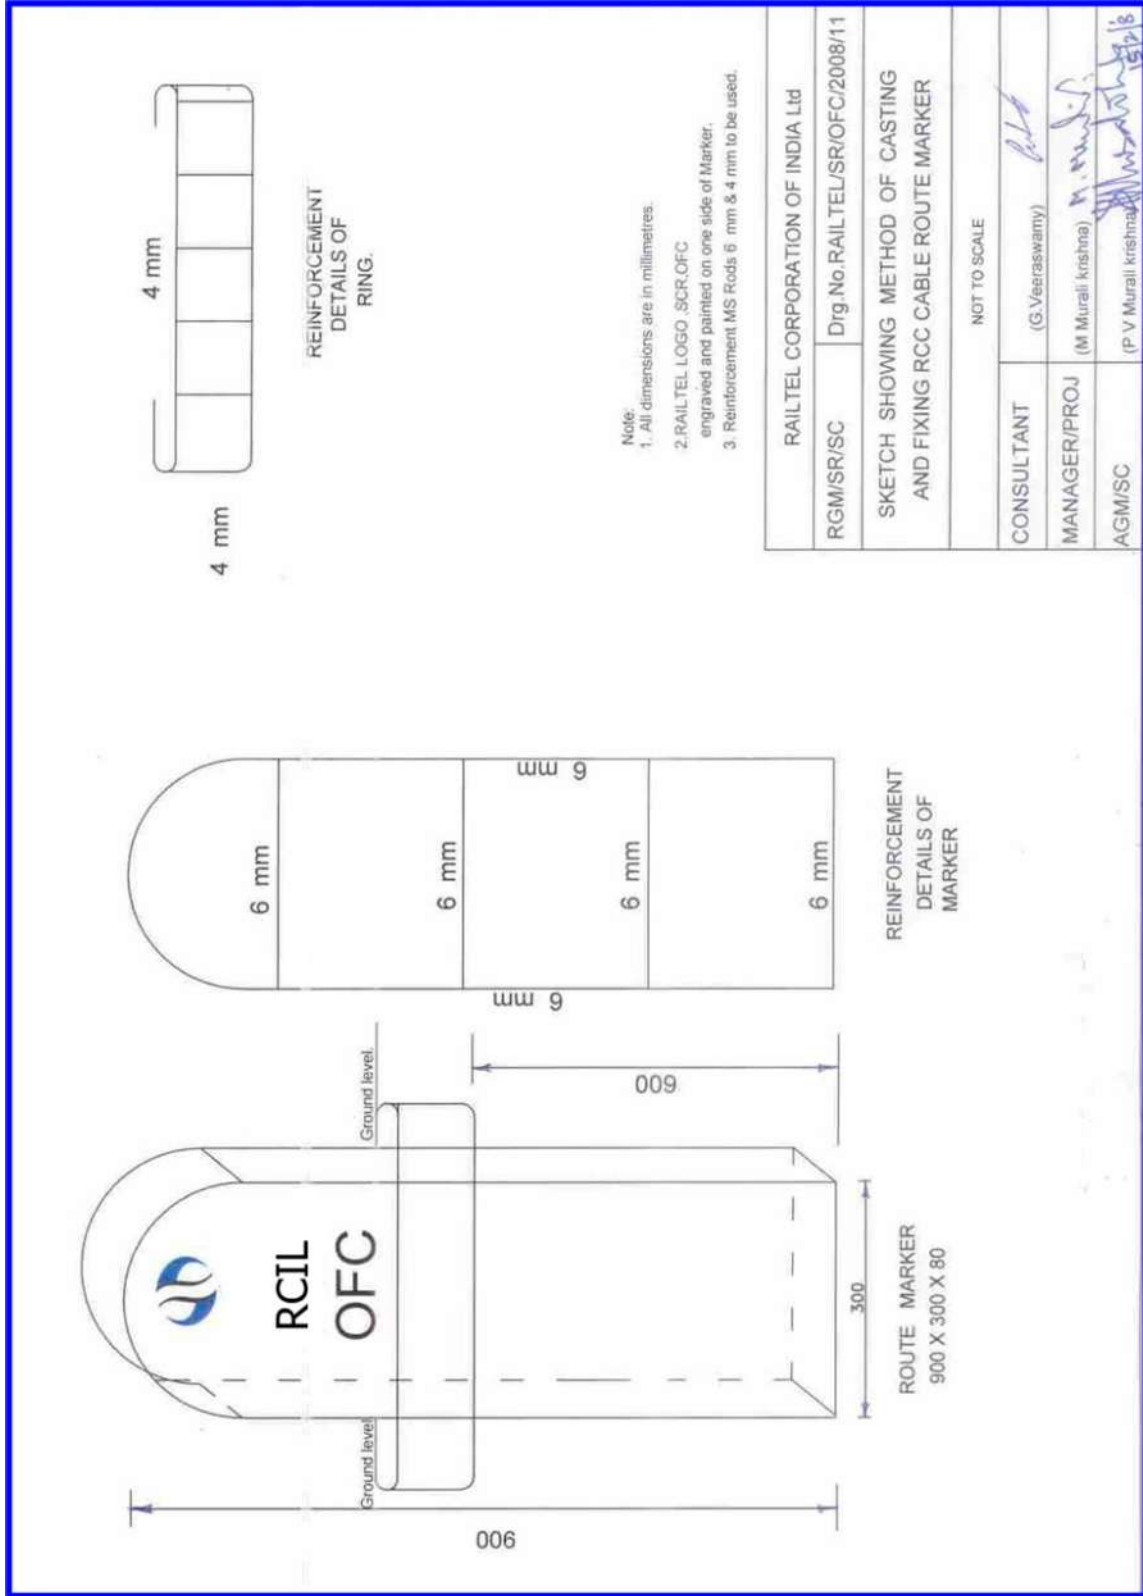 900
Ground level
RCIL
OFC
Ground level.
600
300
ROUTE MARKER
900 X 300 X 80
6 mm
6 mm
6 mm
6 mm
6 mm
6 mm
REINFORCEMENT
DETAILS OF
MARKER
4 mm
4 mm
REINFORCEMENT
DETAILS OF
RING.
Note:
1. All dimensions are in millimetres.
2.RAILTEL LOGO ,SCR,OFC
engraved and painted on one side of Marker.
3. Reinforcement MS Rods 6 mm & 4 mm to be used.
RAILTEL CORPORATION OF INDIA Ltd
RGM/SR/SC Drg.No.RAILTEL/SR/OFC/2008/11
SKETCH SHOWING METHOD OF CASTING
AND FIXING RCC CABLE ROUTE MARKER
NOT TO SCALE
CONSULTANT (G.Veeraswamy)
MANAGER/PROJ (M Murali krishna)
AGM/SC (P V Murali krishna)